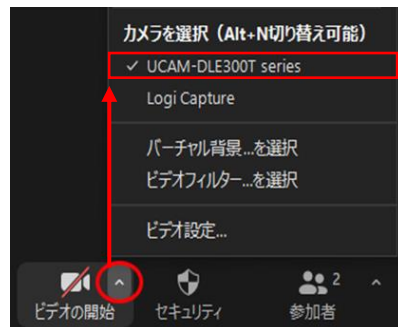 カメラを選択（Alt+N切り替え可能）
✓ UCAM-DLE300T series
Logi Capture
バーチャル背景...を選択
ビデオフィルター...を選択
ビデオ設定...
2
ビデオの開始 セキュリティ 参加者